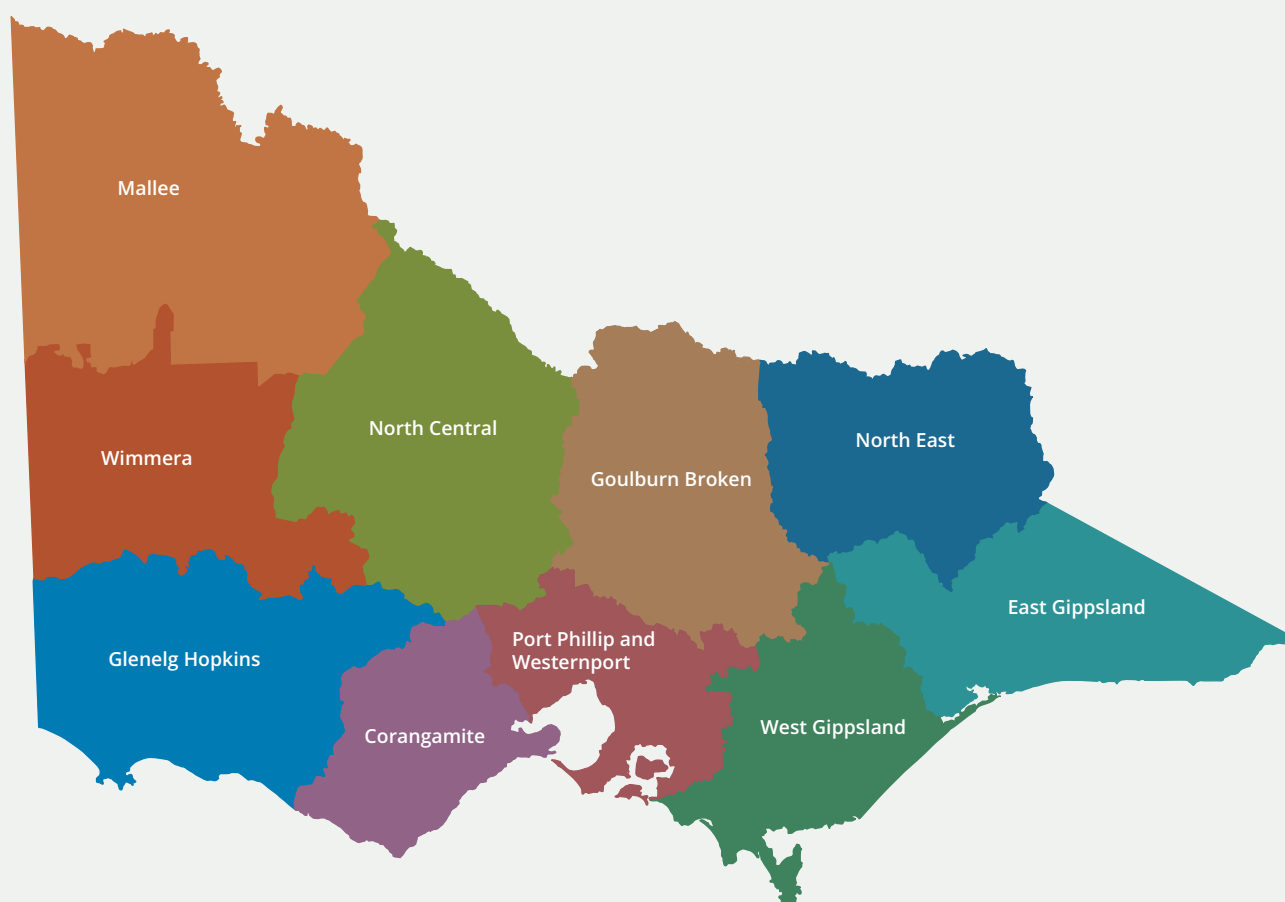 Mallee
North Central
Wimmera
North East
Goulburn Broken
East Gippsland
Glenelg Hopkins
Port Phillip and
Westernport
West Gippsland
Corangamite